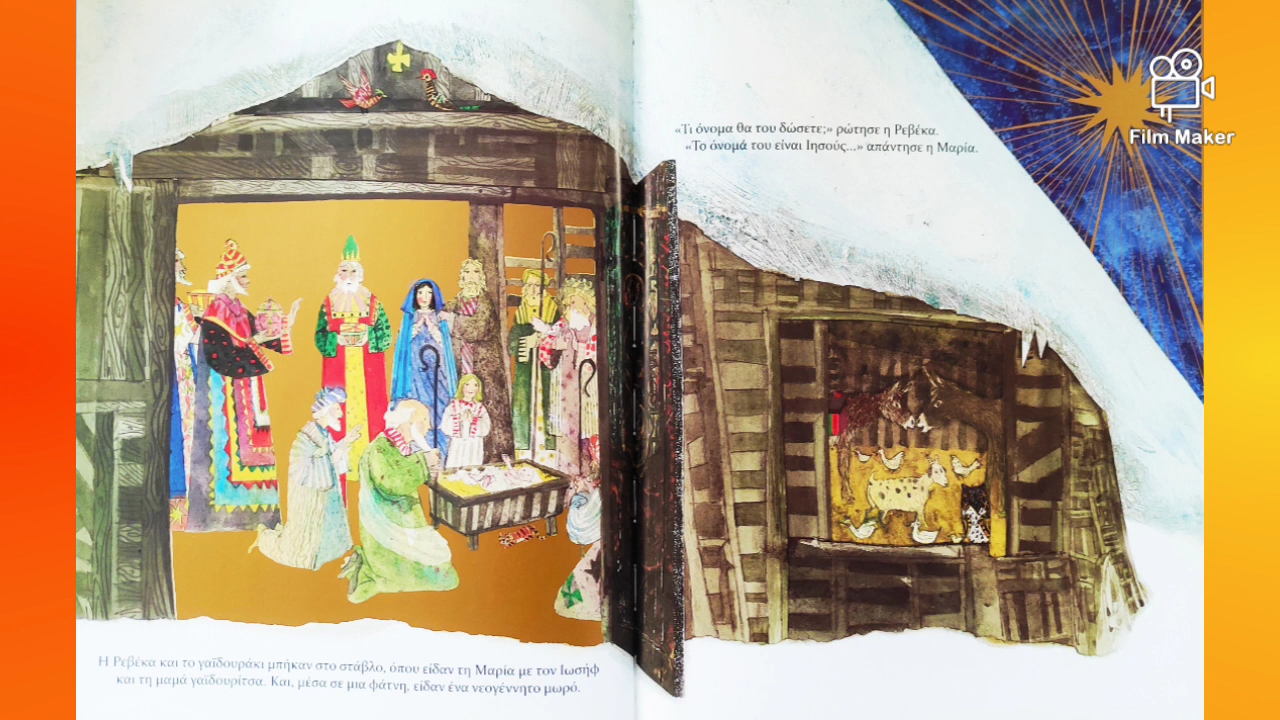 «Τι όνομα θα του δώσετε;» ρώτησε η Ρεβέκα.
«Το όνομά του είναι Ιησούς...» απάντησε η Μαρία.
Film Maker
Η Ρεβέκα και το γαϊδουράκι μπήκαν στο στάβλο, όπου είδαν τη Μαρία με τον Ιωσήφ
και τη μαμά γαϊδουρίτσα. Και, μέσα σε μια φάτνη, είδαν ένα νεογέννητο μωρό.